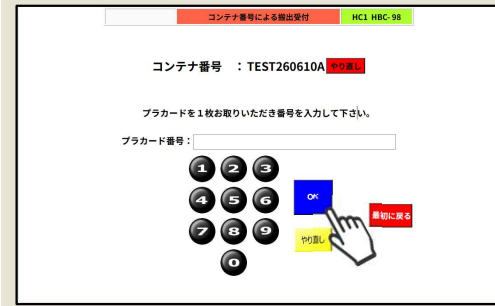 コンテナ番号による搬出受付 HC1 HBC-98
コンテナ番号 ：TEST260610A やり直し
プラカードを１枚お取りいただき番号を入力して下さい。
プラカード番号：
1 2 3
4 5 6 OK
最初に戻る
7 8 9 やり直し
0